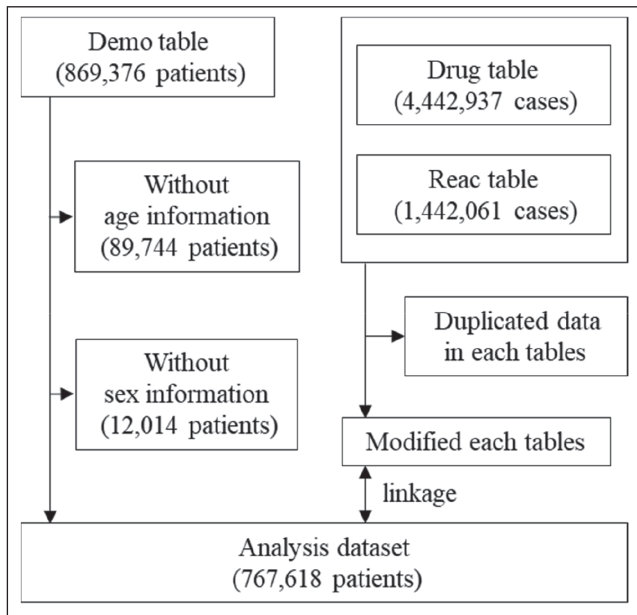 Demo table
(869,376 patients)
Without
age information
(89,744 patients)
Without
sex information
(12,014 patients)
Drug table
(4,442,937 cases)
Reac table
(1,442,061 cases)
Duplicated data
in each tables
Modified each tables
linkage
Analysis dataset
(767,618 patients)